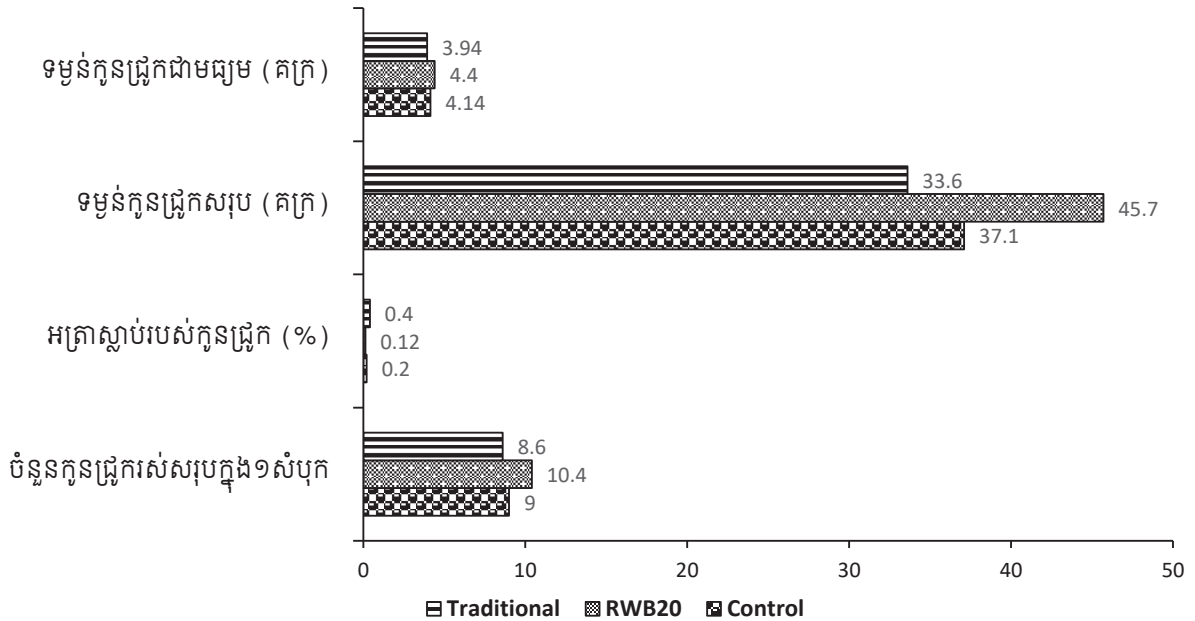 ទម្ងន់កូនជ្រូកជាមធ្យម (គក្រ)
3.94
4.4
4.14
ទម្ងន់កូនជ្រូកសរុប (គក្រ)
33.6
45.7
37.1
អត្រាស្លាប់របស់កូនជ្រូក (%)
0.4
0.12
0.2
ចំនួនកូនជ្រូករស់សរុបក្នុង១សំបុក
8.6
10.4
9
0 10 20 30 40 50
Traditional RWB20 Control